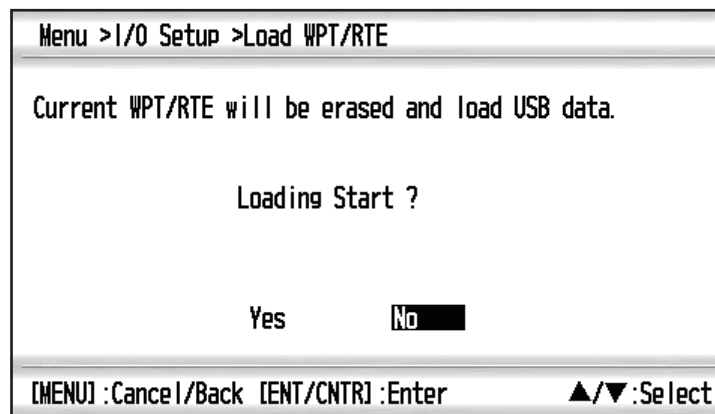 Menu >I/O Setup >Load WPT/RTE
Current WPT/RTE will be erased and load USB data.
Loading Start ?
Yes No
[MENU]:Cancel/Back [ENT/CNTR]:Enter ▲/▼:Select